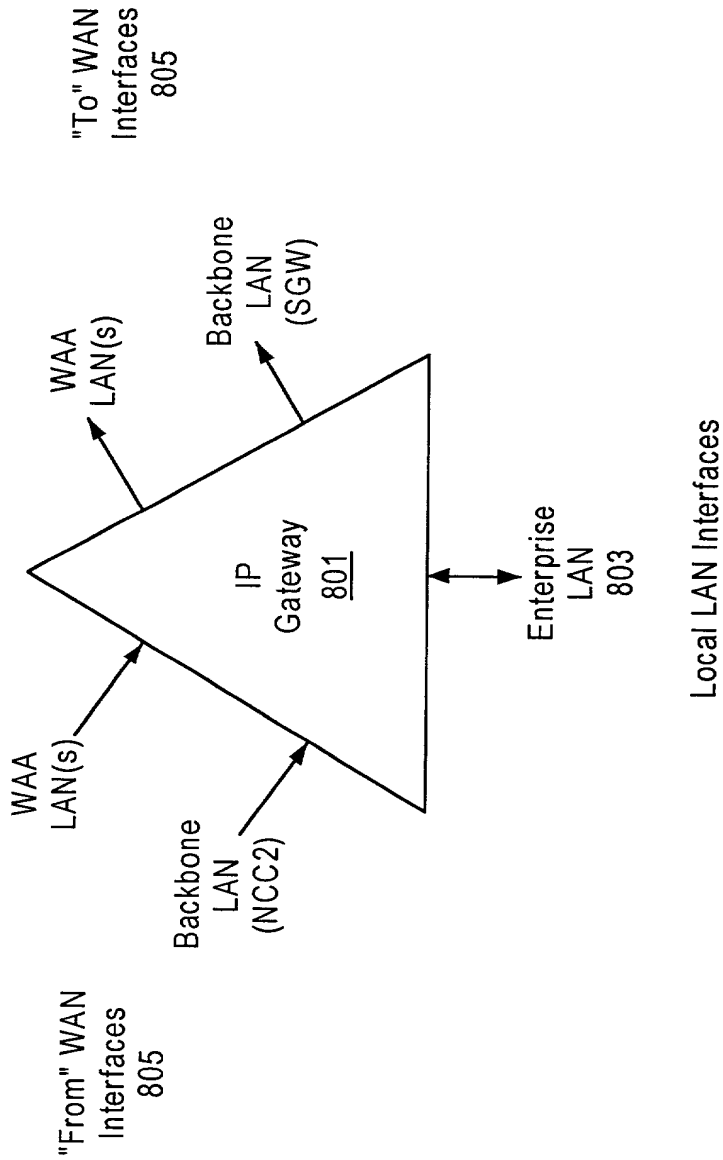 "From" WAN
Interfaces
805
WAA
LAN(s)
Backbone
LAN
(NCC2)
IP
Gateway
801
WAA
LAN(s)
Backbone
LAN
(SGW)
"To" WAN
Interfaces
805
Enterprise
LAN
803
Local LAN Interfaces